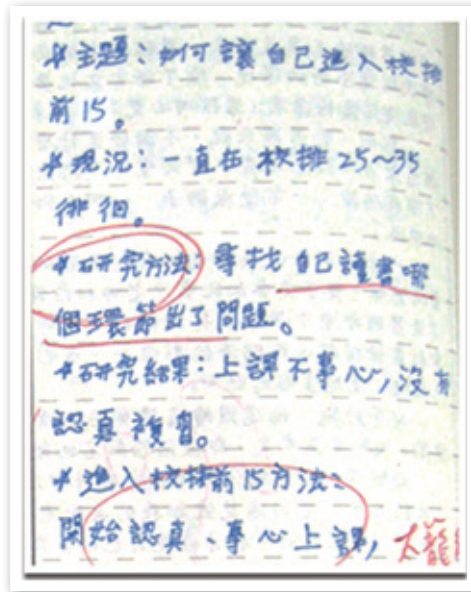 *主題：如何讓自己進入校排
前15。
*現況：一直在校排25~35
徘徊。
*研究方法：尋找自己讀書哪
個環節出了問題。
*研究結果：上課不專心，沒有
認真複習。
*進入校排前15方法：
開始認真、專心上課，太籠